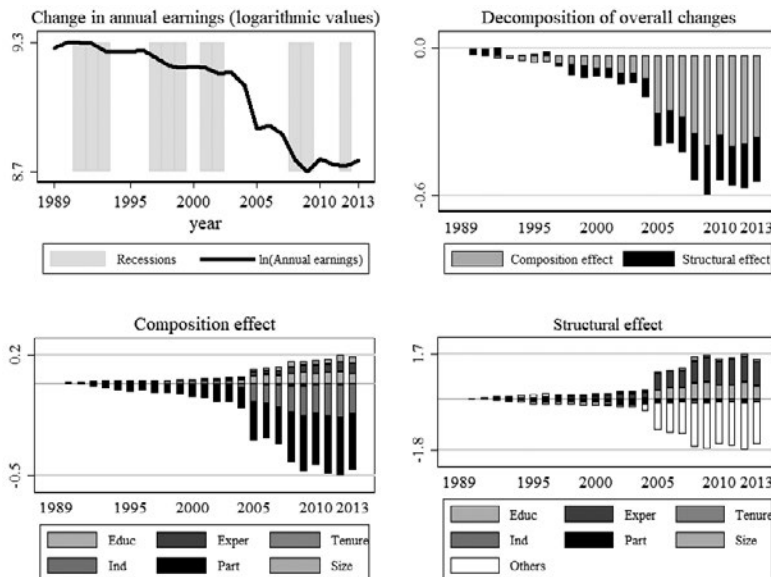 Change in annual earnings (logarithmic values)
9.3
8.7
1989 1995 2000 2005 2010 2013
year
Recessions ln(Annual earnings)
Decomposition of overall changes
0.0
-0.6
1989 1995 2000 2005 2010 2013
Composition effect Structural effect
Composition effect
0.2
-0.5
1989 1995 2000 2005 2010 2013
Educ Exper Tenure
Ind Part Size
Structural effect
1.7
-1.8
1989 1995 2000 2005 2010 2013
Educ Exper Tenure
Ind Part Size
Others